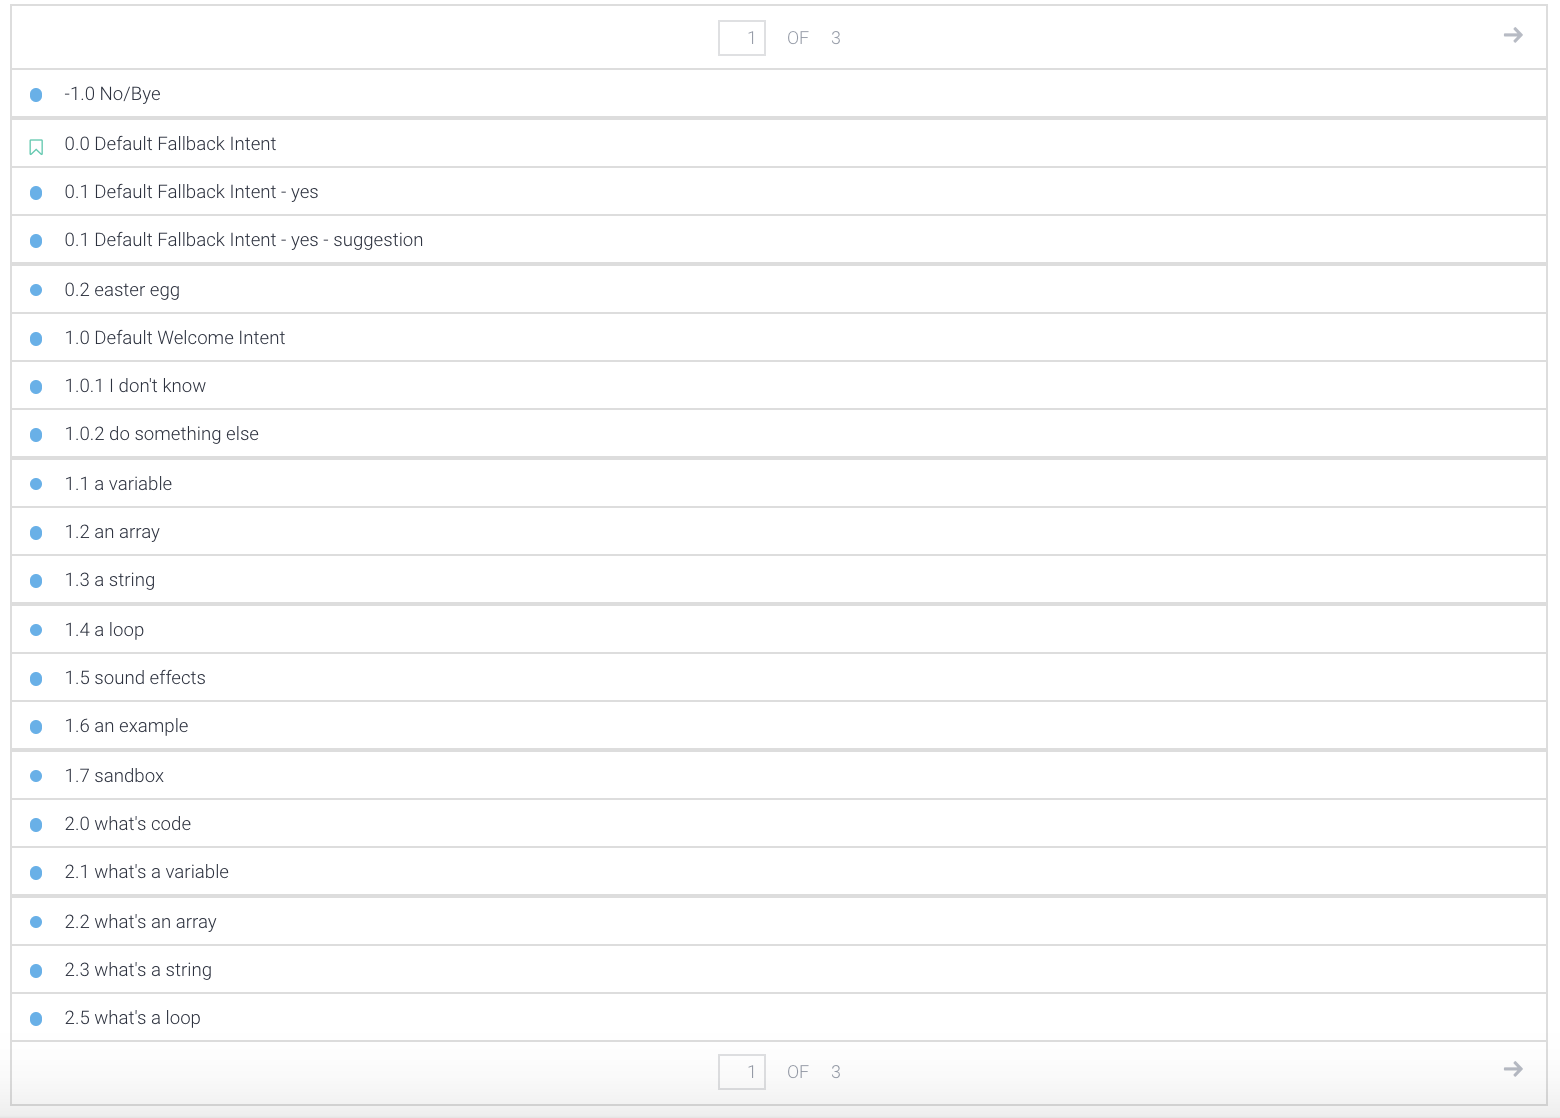 1 OF 3
-1.0 No/Bye
0.0 Default Fallback Intent
0.1 Default Fallback Intent - yes
0.1 Default Fallback Intent - yes - suggestion
0.2 easter egg
1.0 Default Welcome Intent
1.0.1 I don't know
1.0.2 do something else
1.1 a variable
1.2 an array
1.3 a string
1.4 a loop
1.5 sound effects
1.6 an example
1.7 sandbox
2.0 what's code
2.1 what's a variable
2.2 what's an array
2.3 what's a string
2.5 what's a loop
1 OF 3